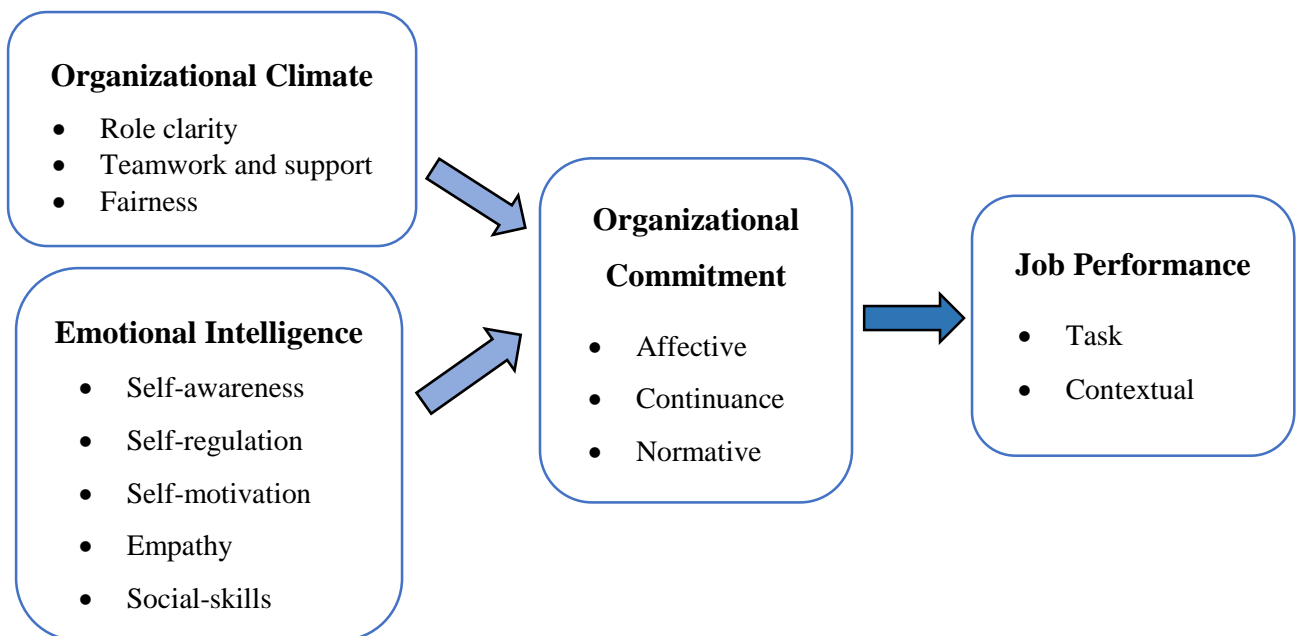 Organizational Climate
• Role clarity
• Teamwork and support
• Fairness
Emotional Intelligence
• Self-awareness
• Self-regulation
• Self-motivation
• Empathy
• Social-skills
Organizational
Commitment
• Affective
• Continuance
• Normative
Job Performance
• Task
• Contextual